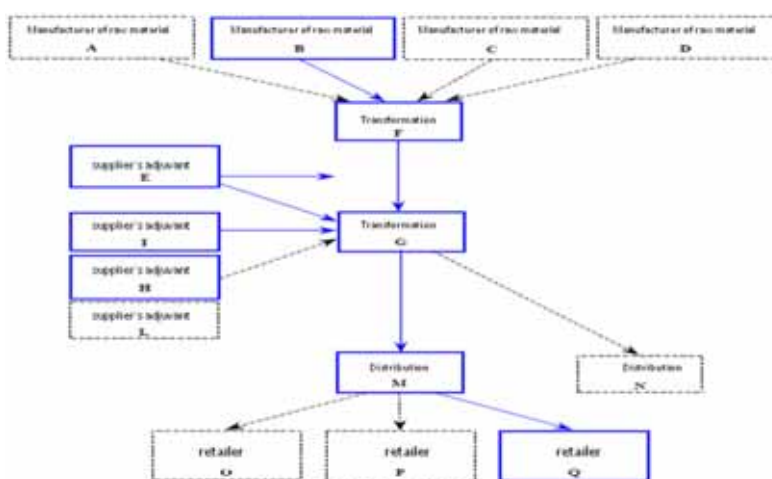 Manufacturer of raw material
A
Manufacturer of raw material
B
Manufacturer of raw material
C
Manufacturer of raw material
D
Transformation
F
supplier's adjuvant
E
Transformation
G
supplier's adjuvant
I
supplier's adjuvant
H
supplier's adjuvant
L
Distribution
M
Distribution
N
retailer
O
retailer
P
retailer
Q